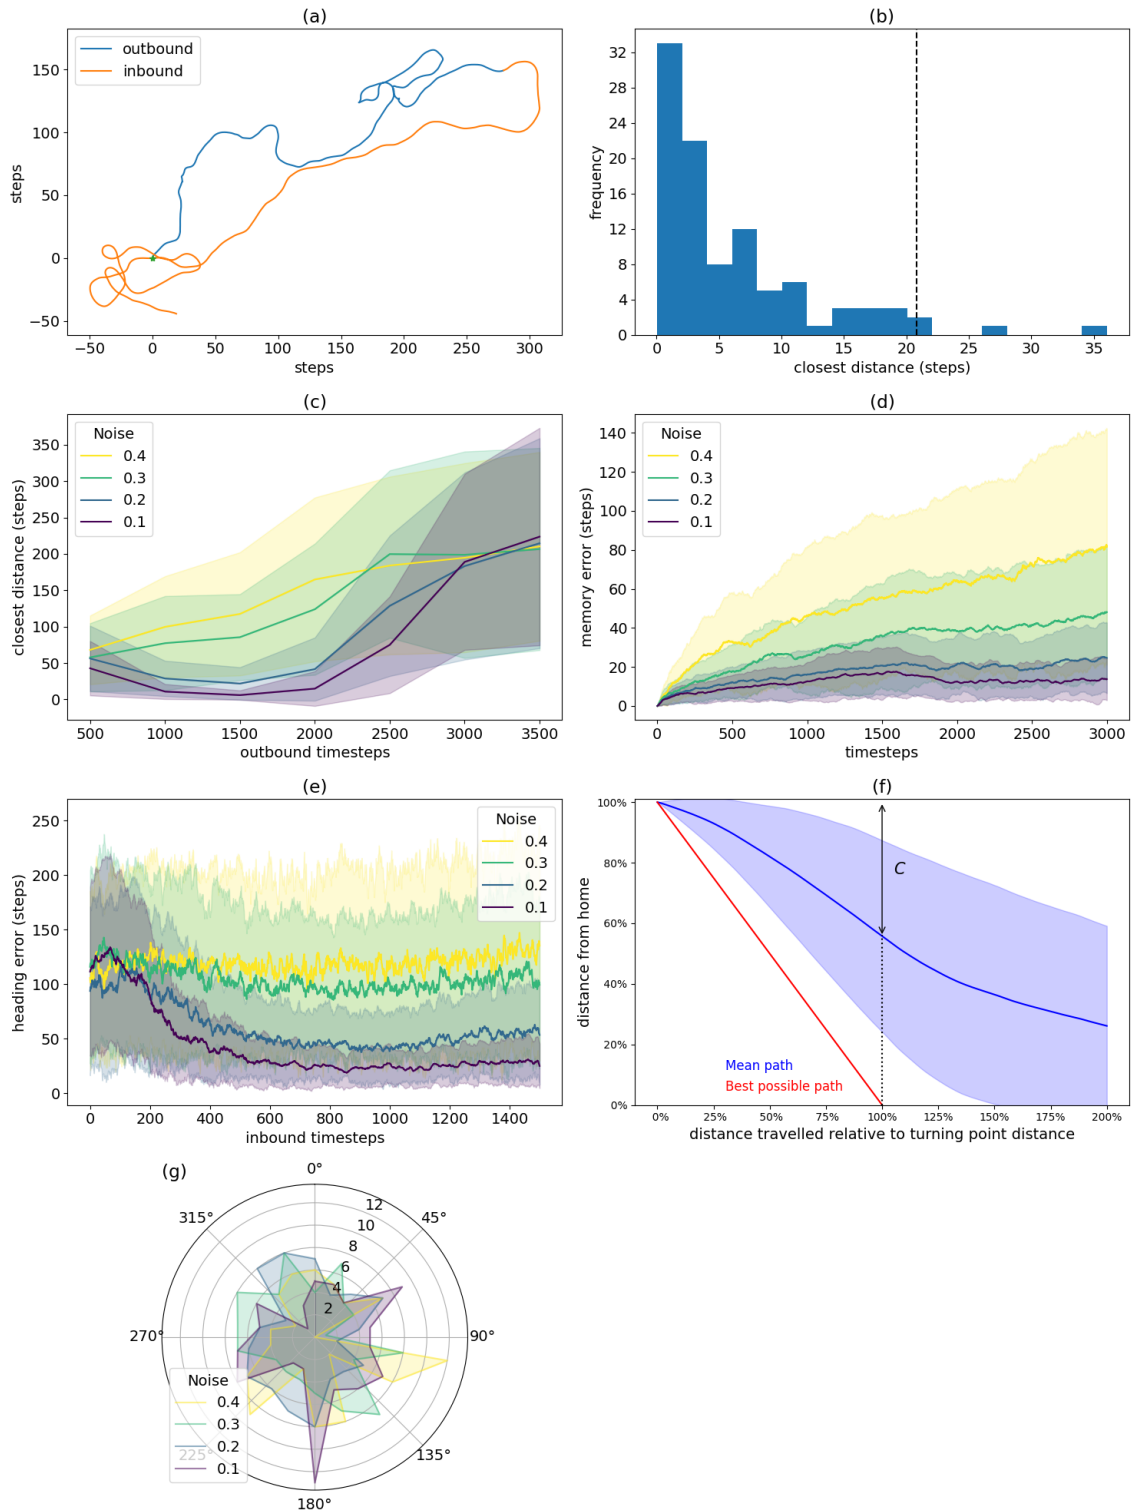 (a)
outbound
inbound
steps
150
100
50
0
−50
−50 0 50 100 150 200 250 300
steps
(b)
frequency
32
28
24
20
16
12
8
4
0
0 5 10 15 20 25 30 35
closest distance (steps)
(c)
Noise
0.4
0.3
0.2
0.1
closest distance (steps)
350
300
250
200
150
100
50
0
500 1000 1500 2000 2500 3000 3500
outbound timesteps
(d)
Noise
0.4
0.3
0.2
0.1
memory error (steps)
140
120
100
80
60
40
20
0
0 500 1000 1500 2000 2500 3000
timesteps
(e)
Noise
0.4
0.3
0.2
0.1
heading error (steps)
250
200
150
100
50
0
0 200 400 600 800 1000 1200 1400
inbound timesteps
(f)
distance from home
100%
80%
60%
40%
20%
0%
C
Mean path
Best possible path
0% 25% 50% 75% 100% 125% 150% 175% 200%
distance travelled relative to turning point distance
(g)
0°
315° 45°
12
10
8
6
4
2
270° 90°
Noise
0.4
0.3
0.2
0.1
225° 135°
180°